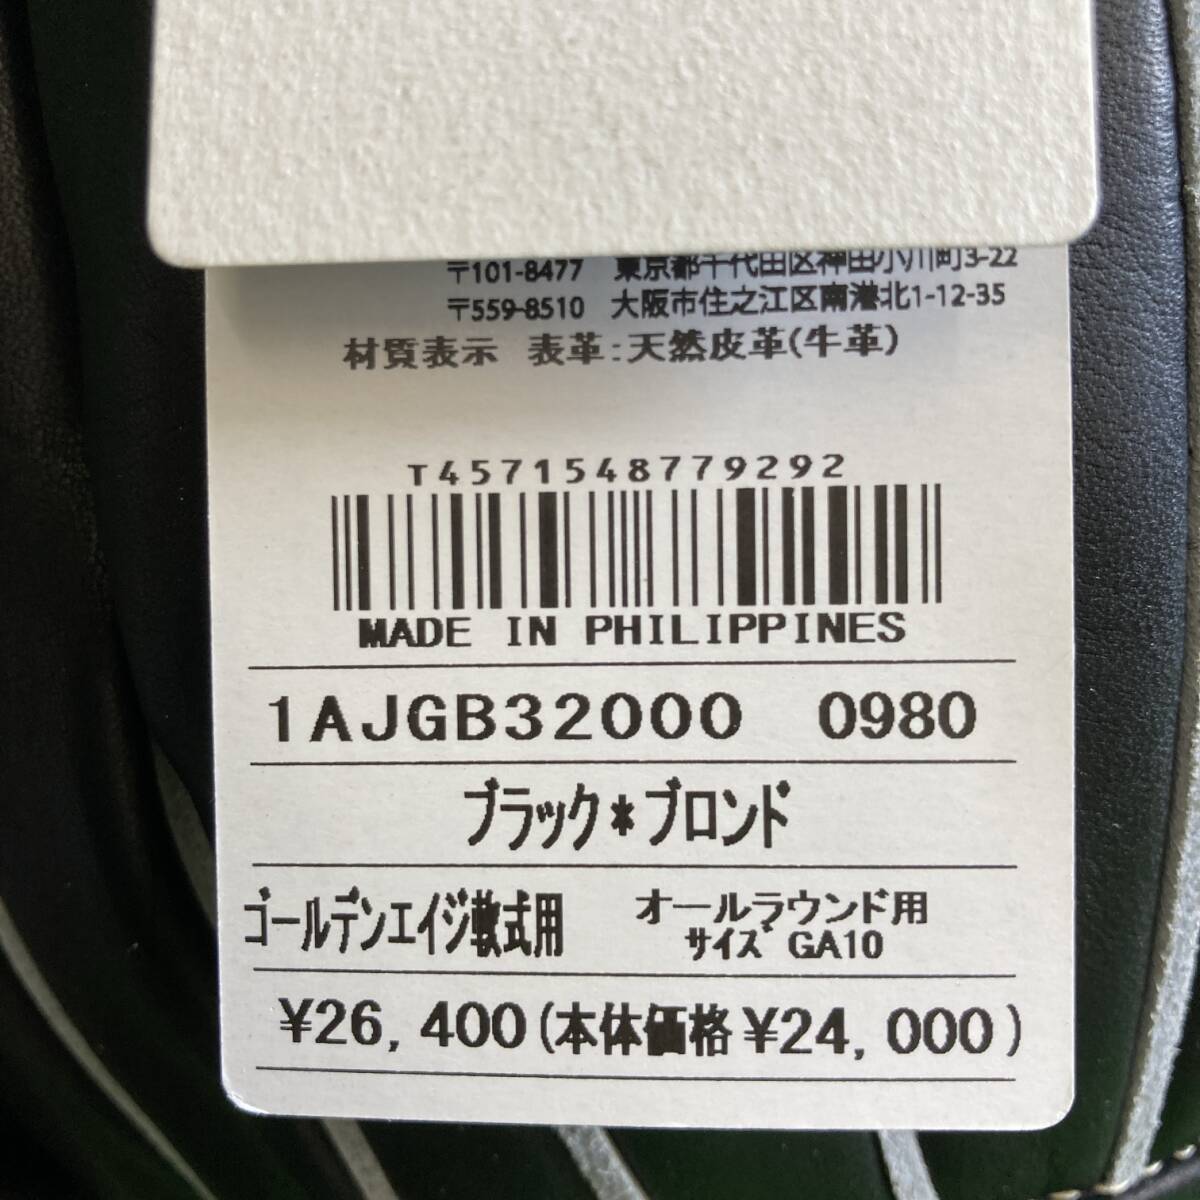 〒101-8477 東京都千代田区神田小川町3-22
〒559-8510 大阪市住之江区南港北1-12-35
材質表示 表革:天然皮革(牛革)
T4571548779292
MADE IN PHILIPPINES
1AJGB32000 0980
ブラック*ブロンド
ゴールデンエイジ軟式用 オールラウンド用
サイズ GA10
¥26,400(本体価格¥24,000)